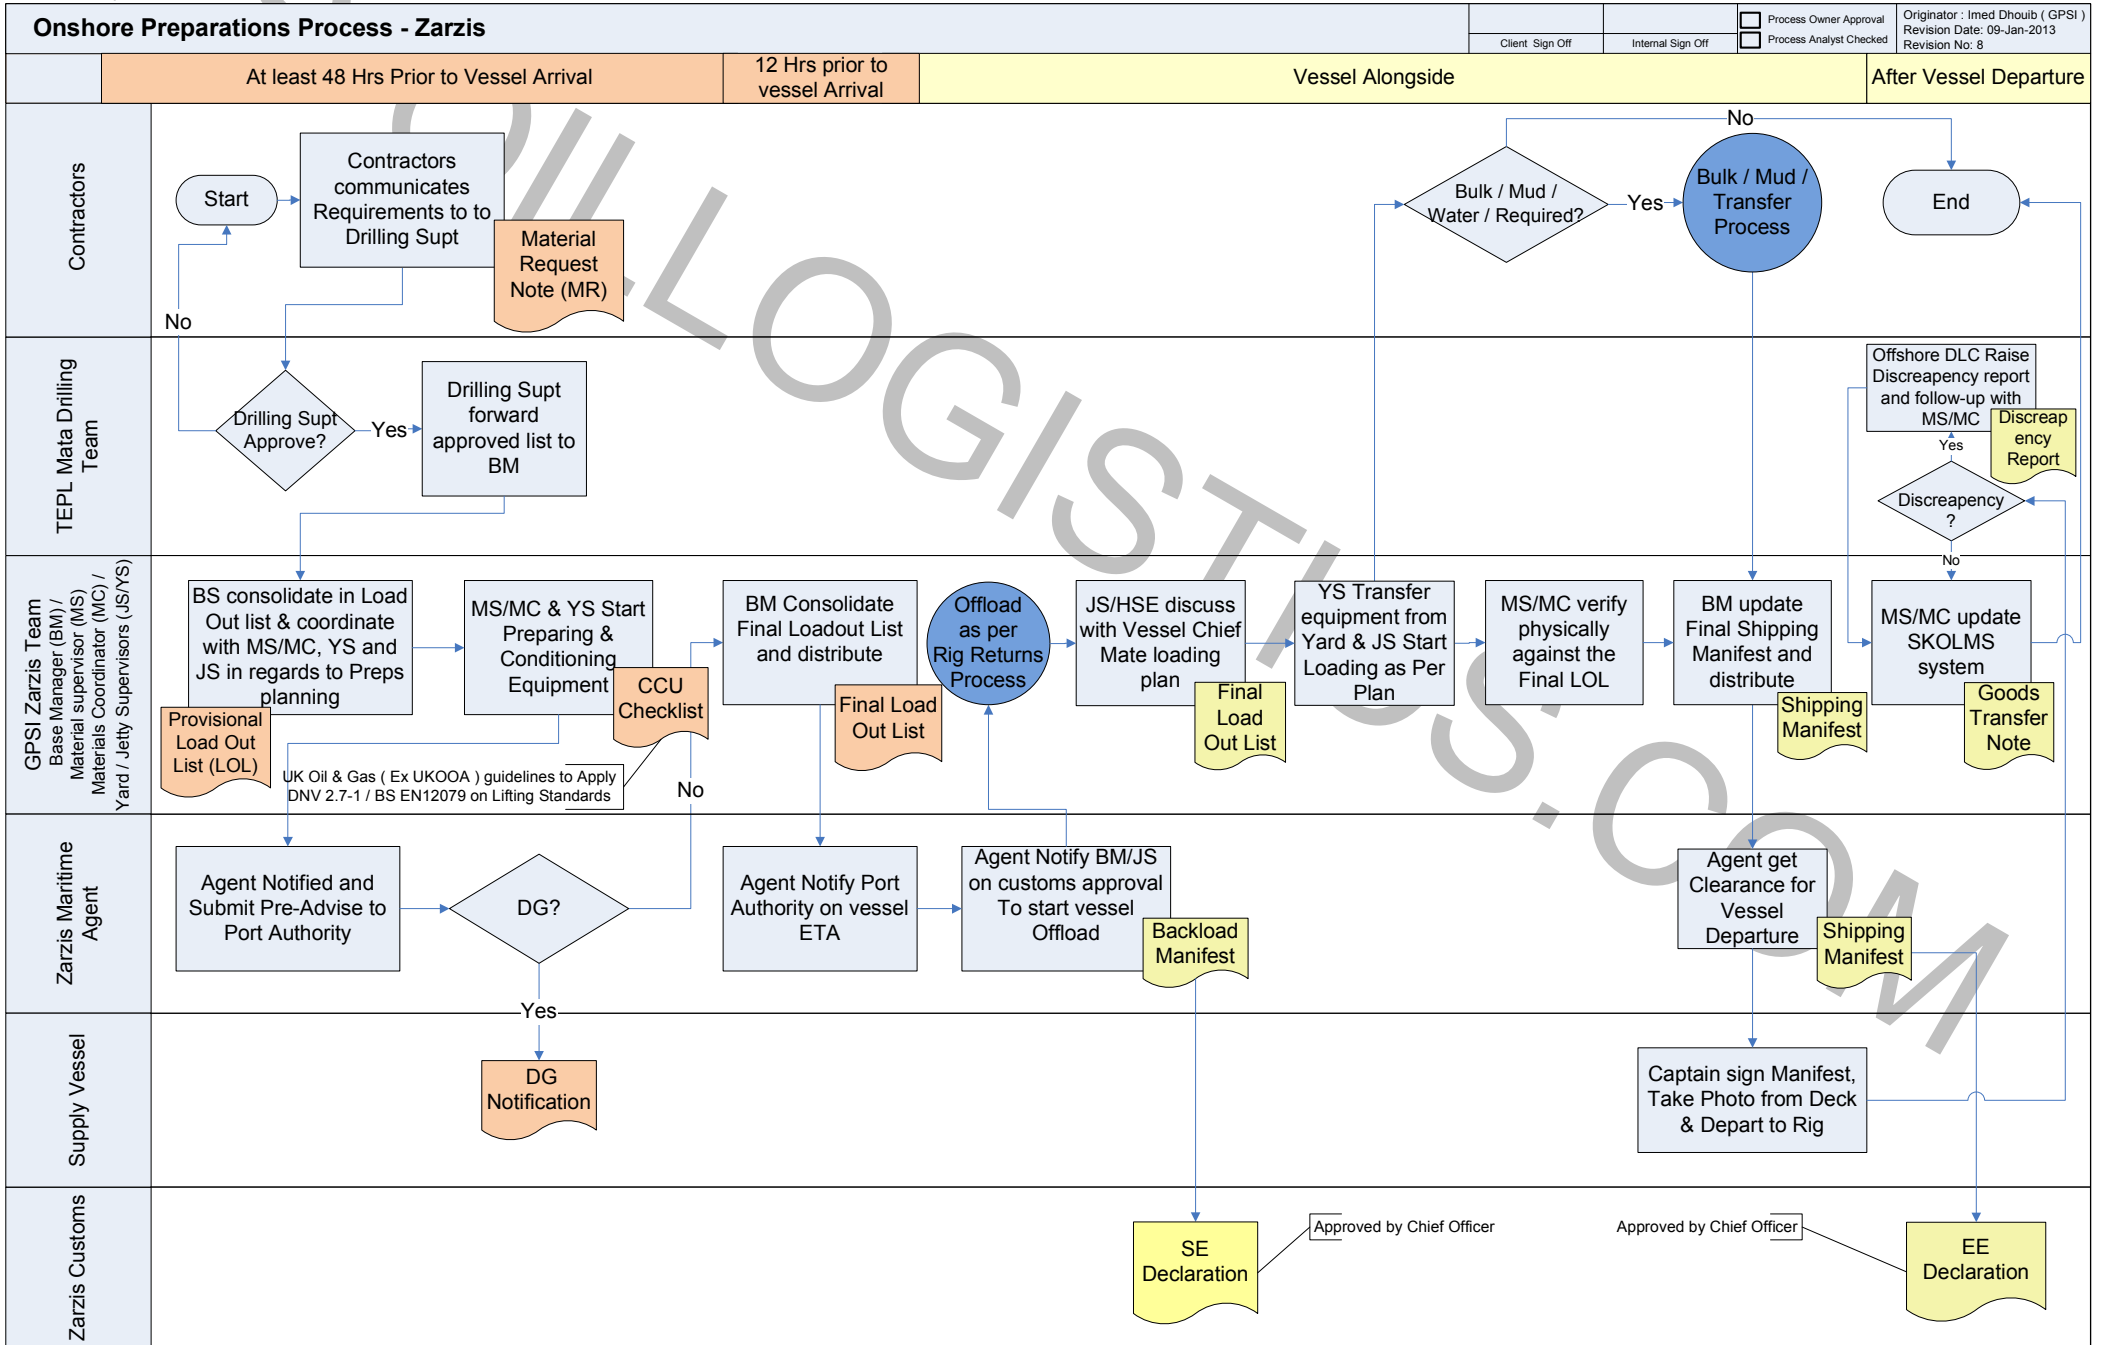 Onshore Preparations Process - Zarzis
Client Sign Off
Internal Sign Off
Process Owner Approval
Process Analyst Checked
Originator : Imed Dhouib ( GPSI )
Revision Date: 09-Jan-2013
Revision No: 8
At least 48 Hrs Prior to Vessel Arrival
12 Hrs prior to
vessel Arrival
Vessel Alongside
After Vessel Departure
Contractors
Start
Contractors
communicates
Requirements to to
Drilling Supt
Material
Request
Note (MR)
No
Bulk / Mud /
Water / Required?
Yes
No
Bulk / Mud /
Transfer
Process
End
TEPL Mata Drilling
Team
Drilling Supt
Approve?
Yes
Drilling Supt
forward
approved list to
BM
Offshore DLC Raise
Discreapency report
and follow-up with
MS/MC
Discreap
ency
Report
Yes
Discreapency
?
No
GPSI Zarzis Team
Base Manager (BM) /
Material supervisor (MS)
Materials Coordinator (MC) /
Yard / Jetty Supervisors (JS/YS)
BS consolidate in Load
Out list & coordinate
with MS/MC, YS and
JS in regards to Preps
planning
Provisional
Load Out
List (LOL)
MS/MC & YS Start
Preparing &
Conditioning
Equipment
CCU
Checklist
UK Oil & Gas ( Ex UKOOA ) guidelines to Apply
DNV 2.7-1 / BS EN12079 on Lifting Standards
No
BM Consolidate
Final Loadout List
and distribute
Final Load
Out List
Offload
as per
Rig Returns
Process
JS/HSE discuss
with Vessel Chief
Mate loading
plan
Final
Load
Out List
YS Transfer
equipment from
Yard & JS Start
Loading as Per
Plan
MS/MC verify
physically
against the
Final LOL
BM update
Final Shipping
Manifest and
distribute
Shipping
Manifest
MS/MC update
SKOLMS
system
Goods
Transfer
Note
Zarzis Maritime
Agent
Agent Notified and
Submit Pre-Advise to
Port Authority
DG?
Yes
Agent Notify Port
Authority on vessel
ETA
Agent Notify BM/JS
on customs approval
To start vessel
Offload
Backload
Manifest
Agent get
Clearance for
Vessel
Departure
Shipping
Manifest
Supply Vessel
DG
Notification
Captain sign Manifest,
Take Photo from Deck
& Depart to Rig
Zarzis Customs
SE
Declaration
Approved by Chief Officer
Approved by Chief Officer
EE
Declaration
OILLOGISTICS.COM